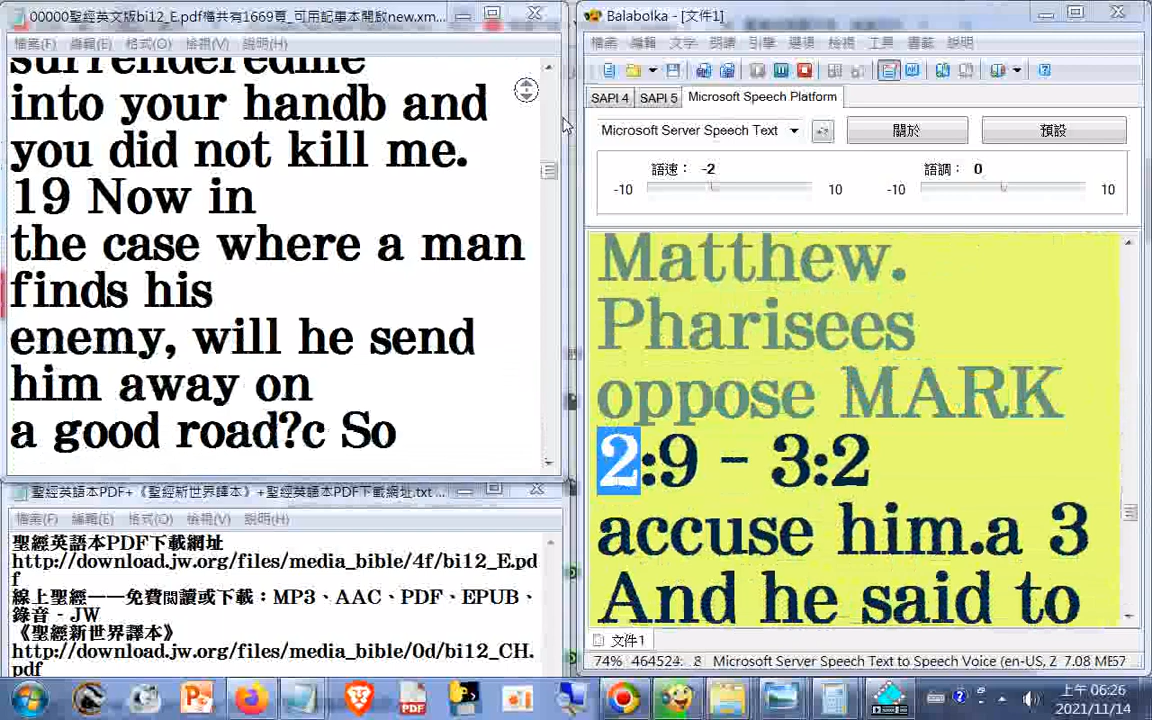 00000聖經英文版bi12_E.pdf檔共有1669頁_可用記事本開啟new.xm...
檔案(F) 編輯(E) 格式(O) 檢視(V) 說明(H)
surrenderedme
into your handb and
you did not kill me.
19 Now in
the case where a man
finds his
enemy, will he send
him away on
a good road?c So
聖經英語本PDF+《聖經新世界譯本》+聖經英語本PDF下載網址.txt ...
檔案(F) 編輯(E) 格式(O) 檢視(V) 說明(H)
聖經英語本PDF下載網址
http://download.jw.org/files/media_bible/4f/bi12_E.pd
f
線上聖經——免費閱讀或下載：MP3、AAC、PDF、EPUB、
錄音 - JW
《聖經新世界譯本》
http://download.jw.org/files/media_bible/0d/bi12_CH.
pdf
Balabolka - [文件1]
檔案 編輯 文字 朗讀 引擎 選項 檢視 工具 書籤 說明
SAPI 4 SAPI 5 Microsoft Speech Platform
Microsoft Server Speech Text 關於 預設
語速： -2 語調： 0
-10 10 -10 10
Matthew.
Pharisees
oppose MARK
2:9 – 3:2
accuse him.a 3
And he said to
文件1
74% 464524: 8 Microsoft Server Speech Text to Speech Voice (en-US, Z 7.08 ME57
PDF
上午 06:26
2021/11/14